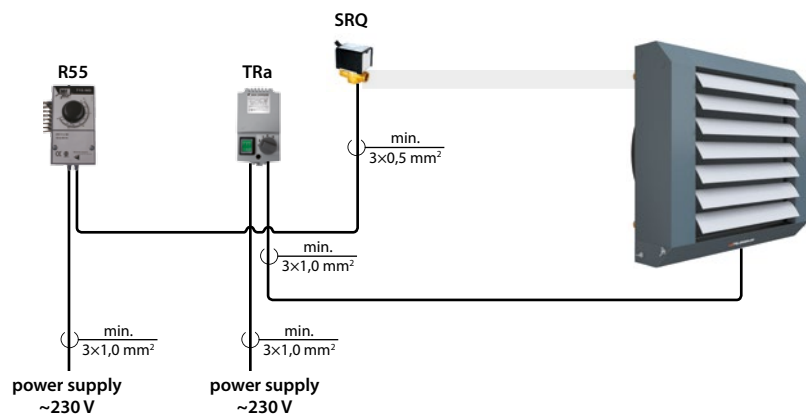 SRQ
R55
TRa
min.
3×0,5 mm²
min.
3×1,0 mm²
min.
3×1,0 mm²
min.
3×1,0 mm²
power supply
~230 V
power supply
~230 V